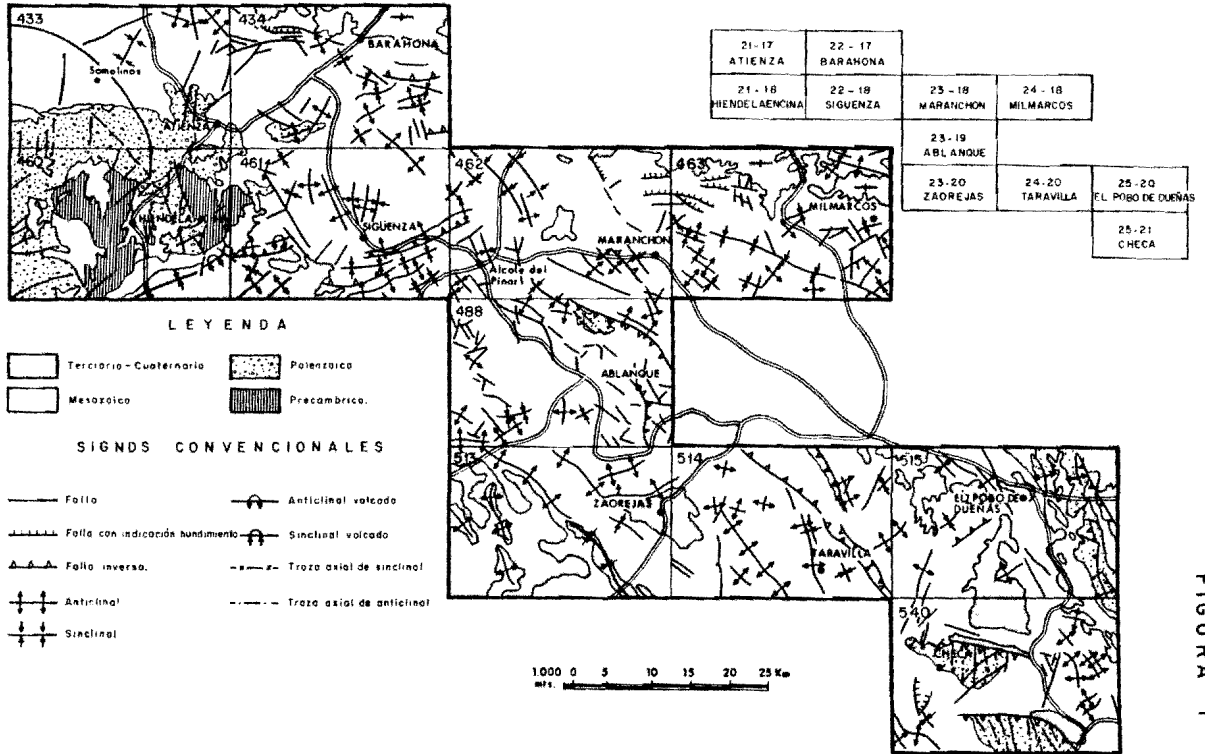 433
434
BARAHONA
Somolinos
ATIENZA
21-17
ATIENZA
22-17
BARAHONA
21-18
HIENDELAENCINA
22-18
SIGUENZA
23-18
MARANCHON
24-18
MILMARCOS
23-19
ABLANQUE
23-20
ZAOREJAS
24-20
TARAVILLA
25-20
EL POBO DE DUEÑAS
25-21
CHECA
461
462
463
SIGÜENZA
MARANCHON
MILMARCOS
Alcolea del
Pinar
488
ABLANQUE
513
514
515
ZAOREJAS
TARAVILLA
EL POBO DE
DUEÑAS
540
CHECA
LEYENDA
Terciario-Cuaternario
Paleozoico
Mesozoico
Precambrico.
SIGNOS CONVENCIONALES
Falla
Anticlinal volcado
Falla con indicación hundimiento
Sinclinal volcado
Falla inversa.
Traza axial de sinclinal
Anticlinal
Traza axial de anticlinal
Sinclinal
1.000 0 5 10 15 20 25 Km
mts.
FIGURA 1